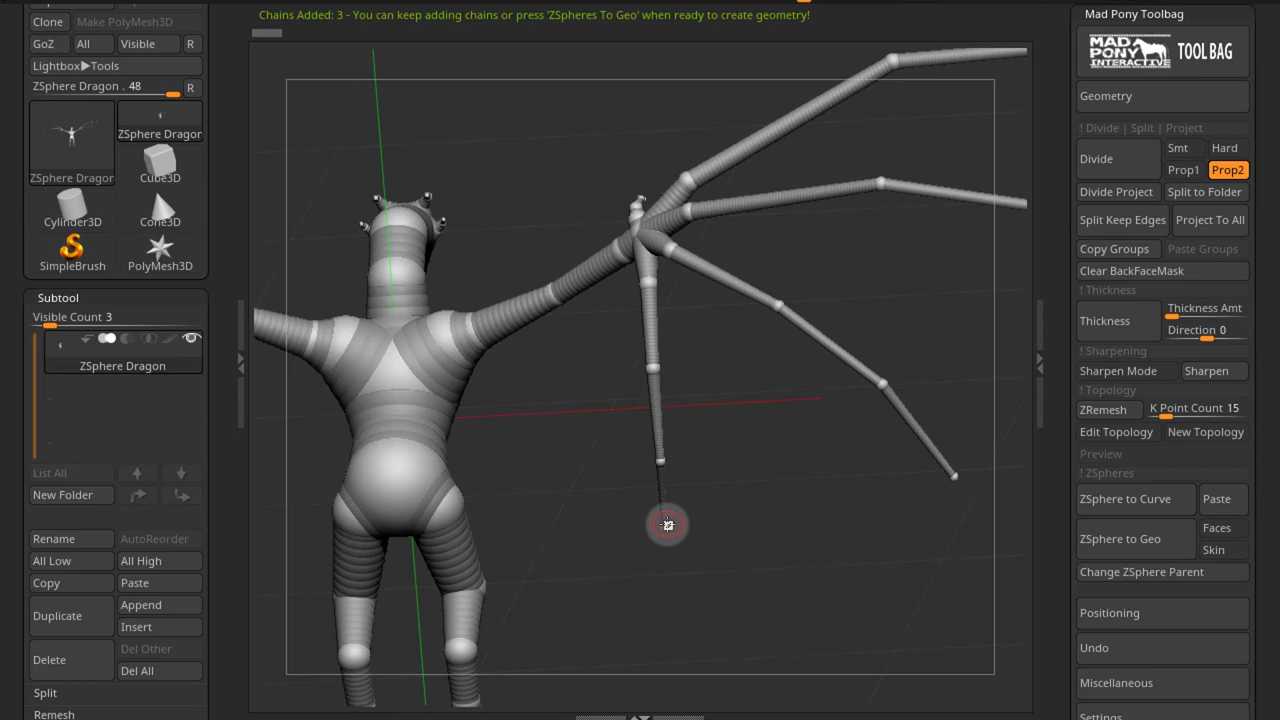 Chains Added: 3 - You can keep adding chains or press 'ZSpheres To Geo' when ready to create geometry!
Clone
Make PolyMesh3D
GoZ
All
Visible
R
Lightbox▶Tools
ZSphere Dragon . 48
R
ZSphere Dragon
ZSphere Dragon
Cube3D
Cylinder3D
Cone3D
SimpleBrush
PolyMesh3D
Subtool
Visible Count 3
ZSphere Dragon
List All
New Folder
Rename
AutoReorder
All Low
All High
Copy
Paste
Duplicate
Append
Insert
Delete
Del Other
Del All
Split
Remesh
Mad Pony Toolbag
MAD
PONY
INTERACTIVE
TOOL BAG
Geometry
! Divide | Split | Project
Divide
Smt
Hard
Prop1
Prop2
Divide Project
Split to Folder
Split Keep Edges
Project To All
Copy Groups
Paste Groups
Clear BackFaceMask
! Thickness
Thickness
Thickness Amt
Direction 0
! Sharpening
Sharpen Mode
Sharpen
! Topology
ZRemesh
K Point Count 15
Edit Topology
New Topology
Preview
! ZSpheres
ZSphere to Curve
Paste
ZSphere to Geo
Faces
Skin
Change ZSphere Parent
Positioning
Undo
Miscellaneous
Settings